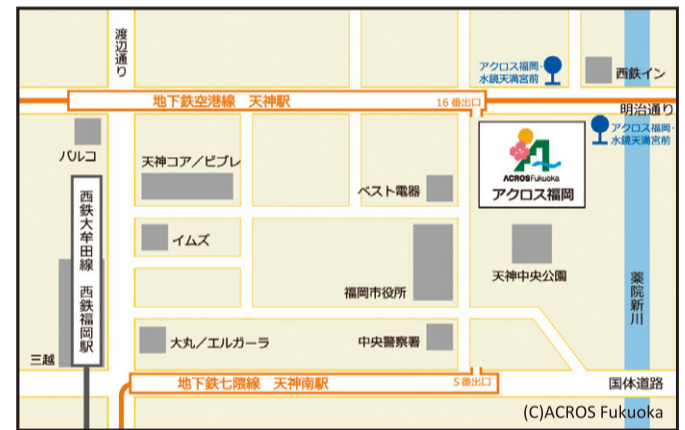 渡辺通り
アクロス福岡・
水鏡天満宮前
西鉄イン
地下鉄空港線 天神駅
16番出口
明治通り
アクロス福岡・
水鏡天満宮前
パルコ
天神コア／ビブレ
ベスト電器
ACROSFukuoka
アクロス福岡
西鉄大牟田線 西鉄福岡駅
イムズ
天神中央公園
薬院新川
福岡市役所
三越
大丸／エルガーラ
中央警察署
地下鉄七隈線 天神南駅
5番出口
国体道路
(C)ACROS Fukuoka